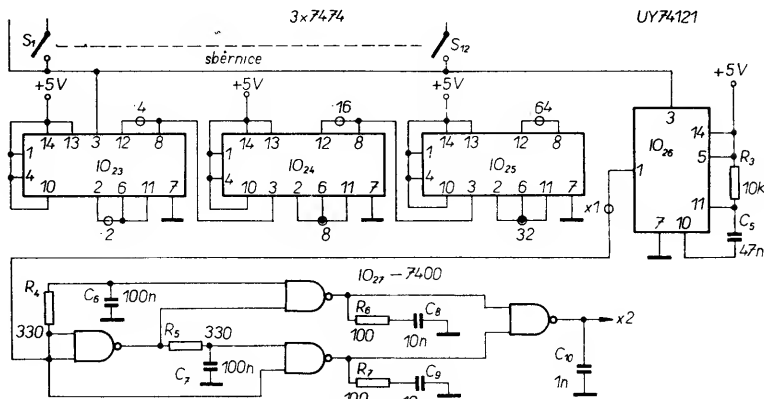 3×7474
UY74121
S1
S12
sběrnice
+5V
+5V
+5V
+5V
4
16
64
14 13 3 12 8
14 13 12 8
14 13 12 8
3
1
IO23
4
10 2 6 11 7
1
IO24
4
10 3 2 6 11 7
1
IO25
4
10 3 2 6 11 7
2
8
32
×1
1
IO26
14
5
11
7 10
R3
10k
C5
47n
IO27 – 7400
R4
330
C6
100n
R5
330
C7
100n
R6
100
C8
10n
R7
100
C9
×2
C10
1n